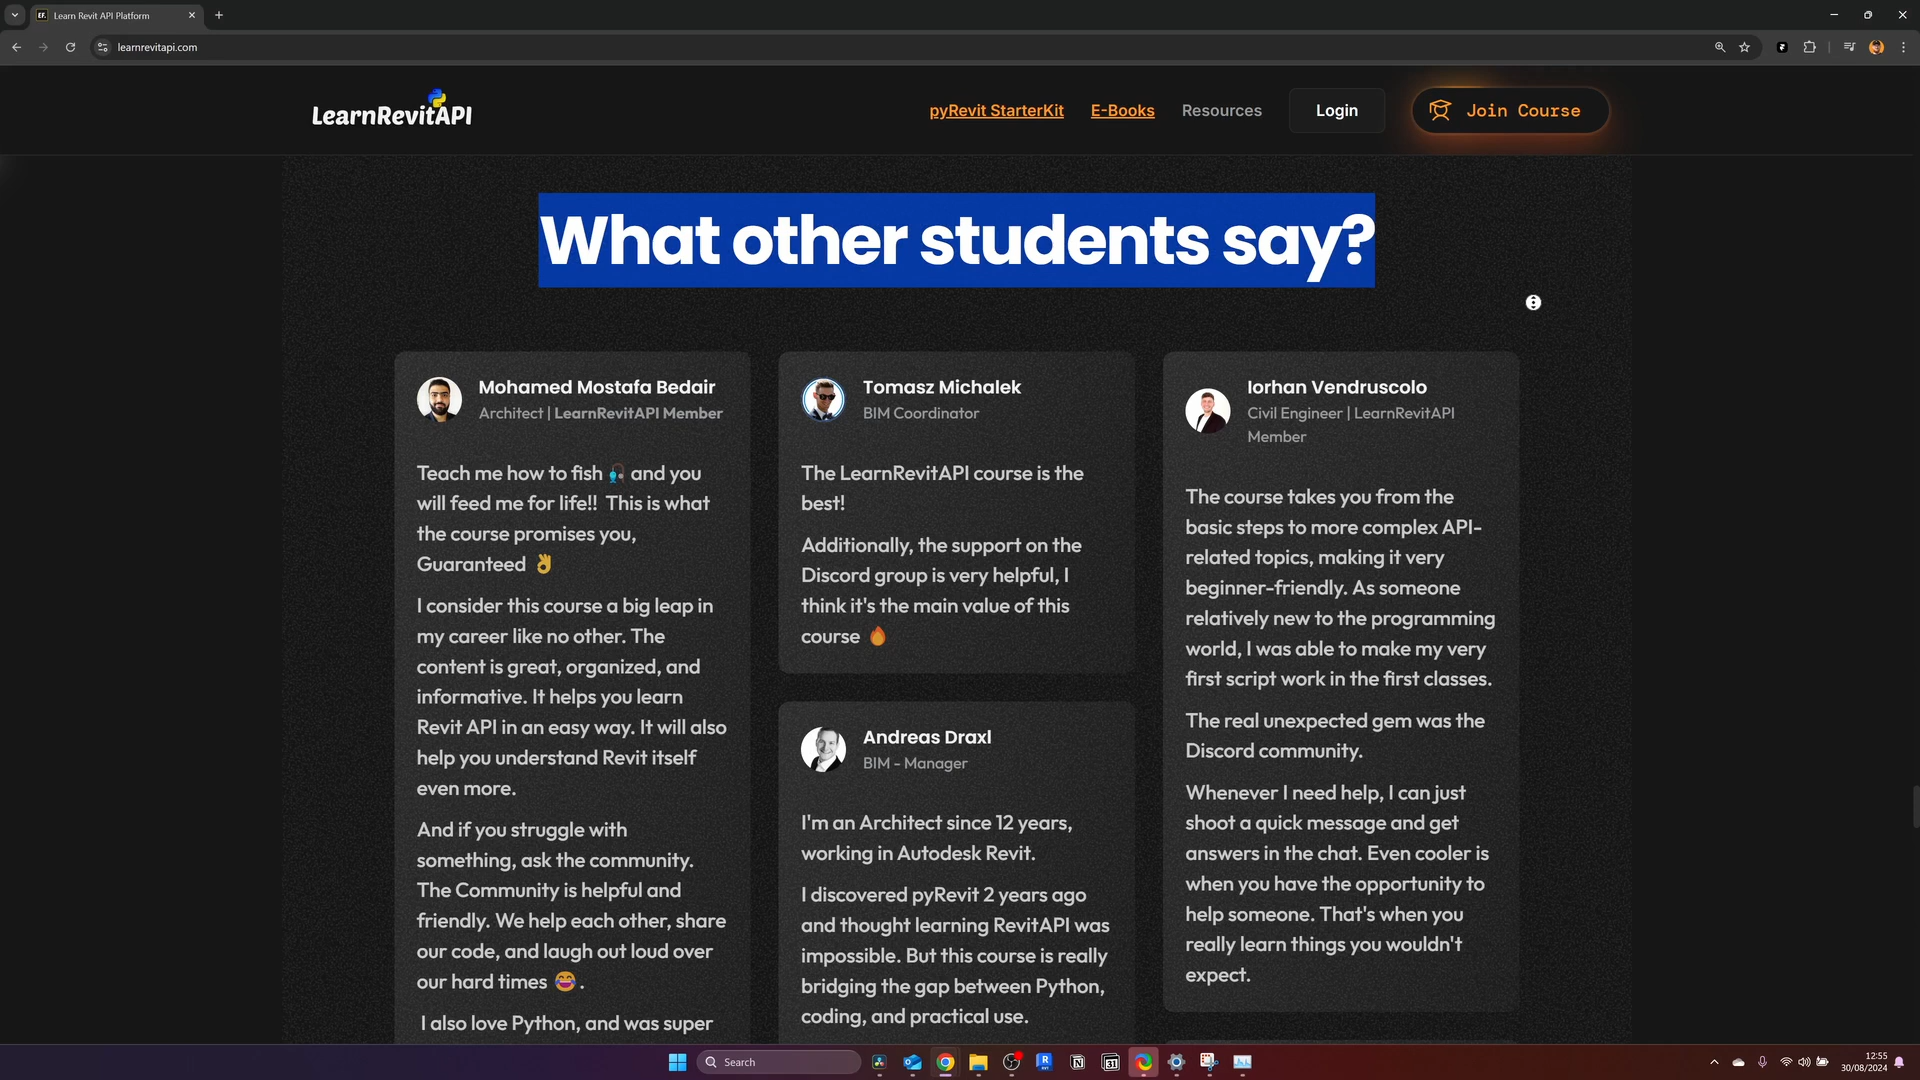 Learn Revit API Platform
learnrevitapi.com
LearnRevitAPI
pyRevit StarterKit
E-Books
Resources
Login
Join Course
What other students say?
Mohamed Mostafa Bedair
Architect | LearnRevitAPI Member
Teach me how to fish 🎣 and you
will feed me for life!! This is what
the course promises you,
Guaranteed 👌
I consider this course a big leap in
my career like no other. The
content is great, organized, and
informative. It helps you learn
Revit API in an easy way. It will also
help you understand Revit itself
even more.
And if you struggle with
something, ask the community.
The Community is helpful and
friendly. We help each other, share
our code, and laugh out loud over
our hard times 😂.
I also love Python, and was super
Tomasz Michalek
BIM Coordinator
The LearnRevitAPI course is the
best!
Additionally, the support on the
Discord group is very helpful, I
think it's the main value of this
course 🔥
Andreas Draxl
BIM - Manager
I'm an Architect since 12 years,
working in Autodesk Revit.
I discovered pyRevit 2 years ago
and thought learning RevitAPI was
impossible. But this course is really
bridging the gap between Python,
coding, and practical use.
Iorhan Vendruscolo
Civil Engineer | LearnRevitAPI
Member
The course takes you from the
basic steps to more complex API-
related topics, making it very
beginner-friendly. As someone
relatively new to the programming
world, I was able to make my very
first script work in the first classes.
The real unexpected gem was the
Discord community.
Whenever I need help, I can just
shoot a quick message and get
answers in the chat. Even cooler is
when you have the opportunity to
help someone. That's when you
really learn things you wouldn't
expect.
Search
12:55
30/08/2024